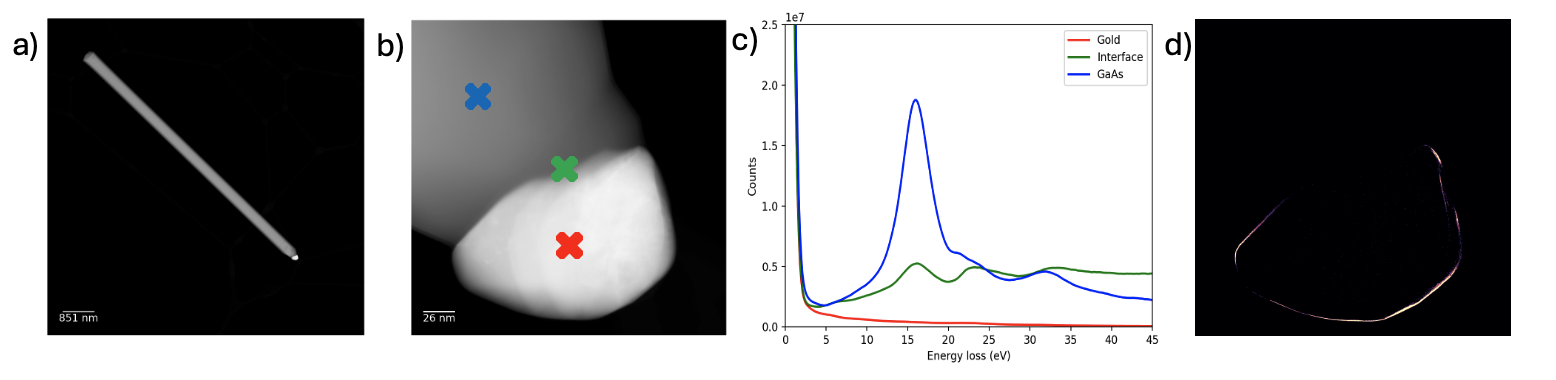 a)
851 nm
b)
26 nm
c)
1e7
2.5
2.0
1.5
1.0
0.5
0.0
Counts
0 5 10 15 20 25 30 35 40 45
Energy loss (eV)
Gold
Interface
GaAs
d)